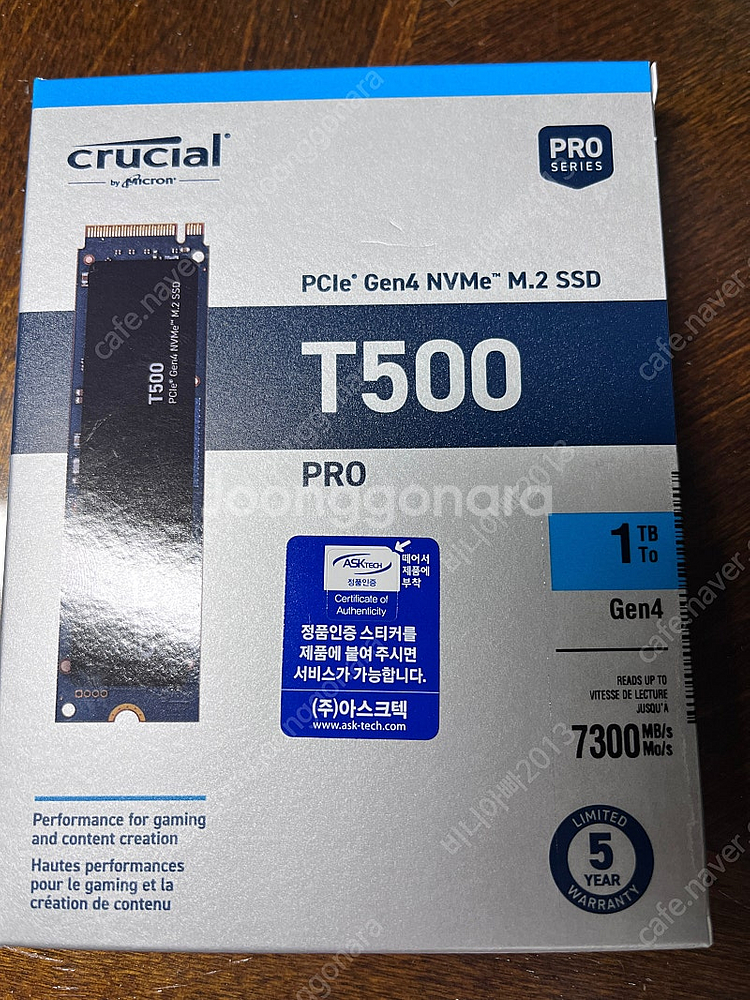 crucial®
by Micron®
PRO
SERIES
PCIe® Gen4 NVMe™ M.2 SSD
T500
PRO
T500
PCIe® Gen4 NVMe™ M.2 SSD
joonggonara
ASKTECH
정품인증
떼어서
제품에
부착
Certificate of
Authenticity
정품인증 스티커를
제품에 붙여 주시면
서비스가 가능합니다.
(주)아스크텍
www.ask-tech.com
1 TB
To
Gen4
READS UP TO
VITESSE DE LECTURE
JUSQU'A
7300 MB/s
Mo/s
Performance for gaming
and content creation
Hautes performances
pour le gaming et la
création de contenu
LIMITED
5
YEAR
WARRANTY
cafe.naver
cafe.naver
cafe.naver
cafe.naver